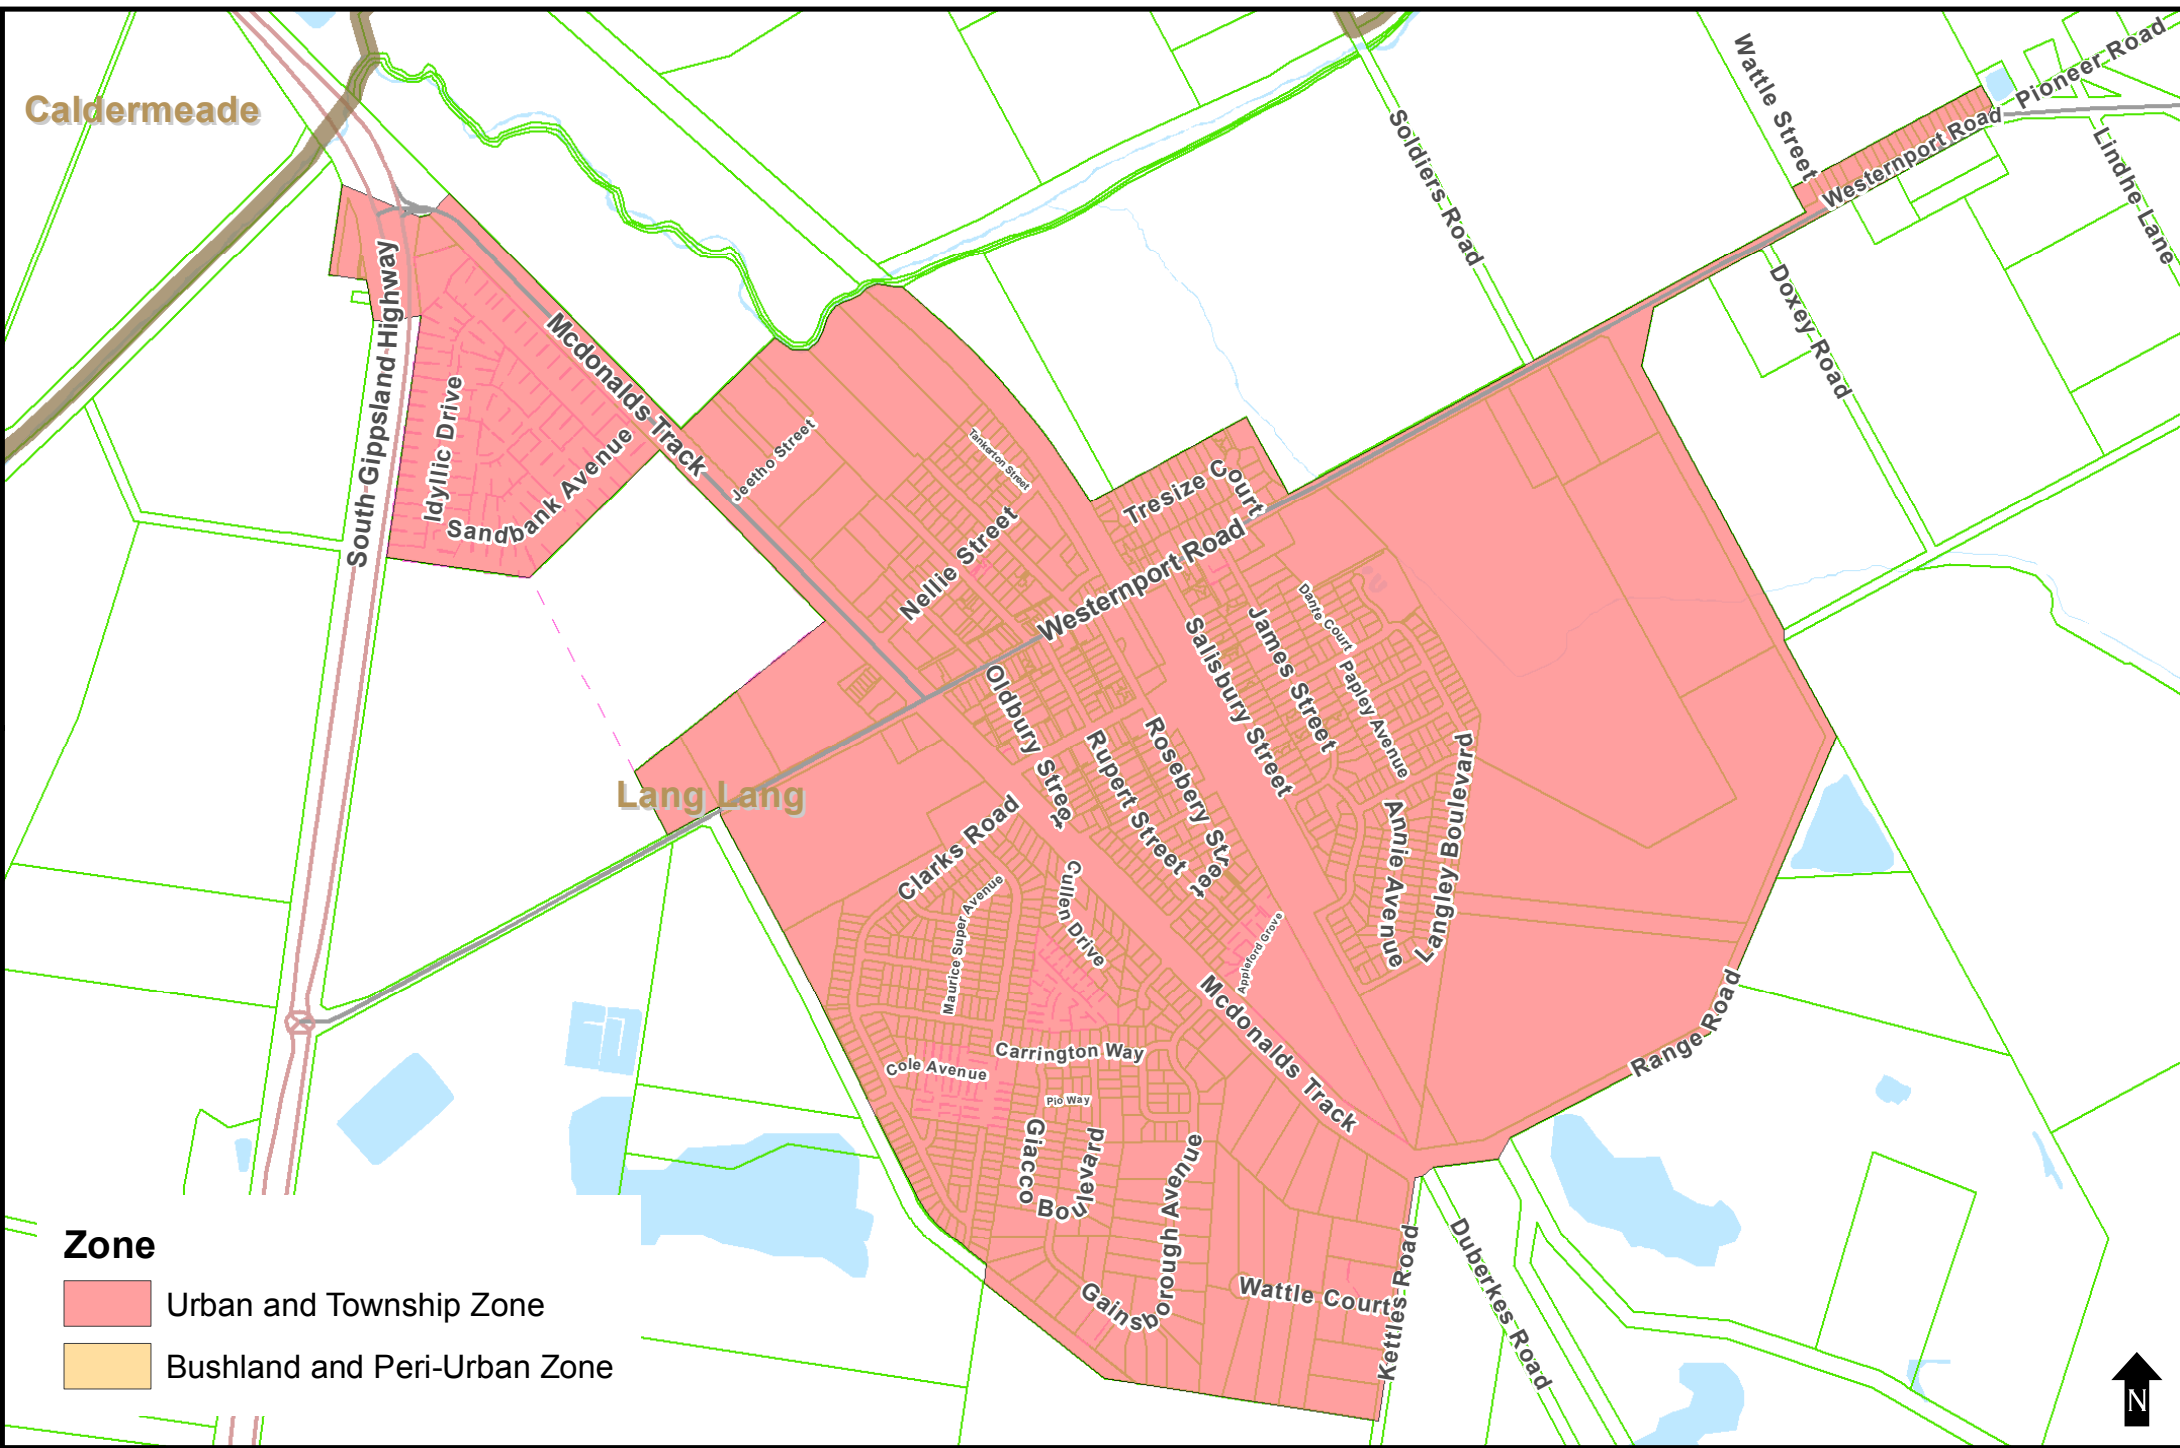 Caldermeade
Wattle Street
Pioneer Road
Westernport Road
Lindhe Lane
Soldiers Road
Doxey Road
South Gippsland Highway
Mcdonalds Track
Idyllic Drive
Sandbank Avenue
Jeetho Street
Tankerton Street
Nellie Street
Tresize Court
Westernport Road
Dante Court
James Street
Papley Avenue
Salisbury Street
Oldbury Street
Rupert Street
Rosebery Street
Annie Avenue
Langley Boulevard
Lang Lang
Clarks Road
Cullen Drive
Maurice Super Avenue
Appleford Grove
Mcdonalds Track
Range Road
Carrington Way
Cole Avenue
Pio Way
Giacco Boulevard
Gainsborough Avenue
Wattle Court
Kettles Road
Duberkes Road
Zone
Urban and Township Zone
Bushland and Peri-Urban Zone
N